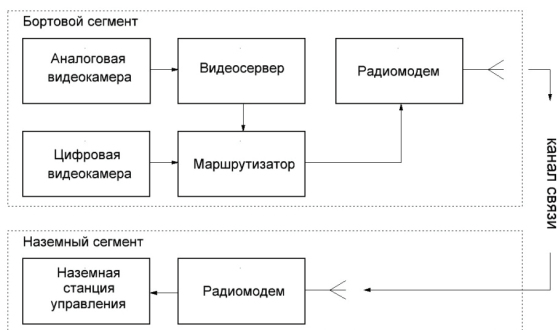 Бортовой сегмент
Аналоговая
видеокамера
Видеосервер
Радиомодем
Цифровая
видеокамера
Маршрутизатор
канал связи
Наземный сегмент
Наземная
станция
управления
Радиомодем